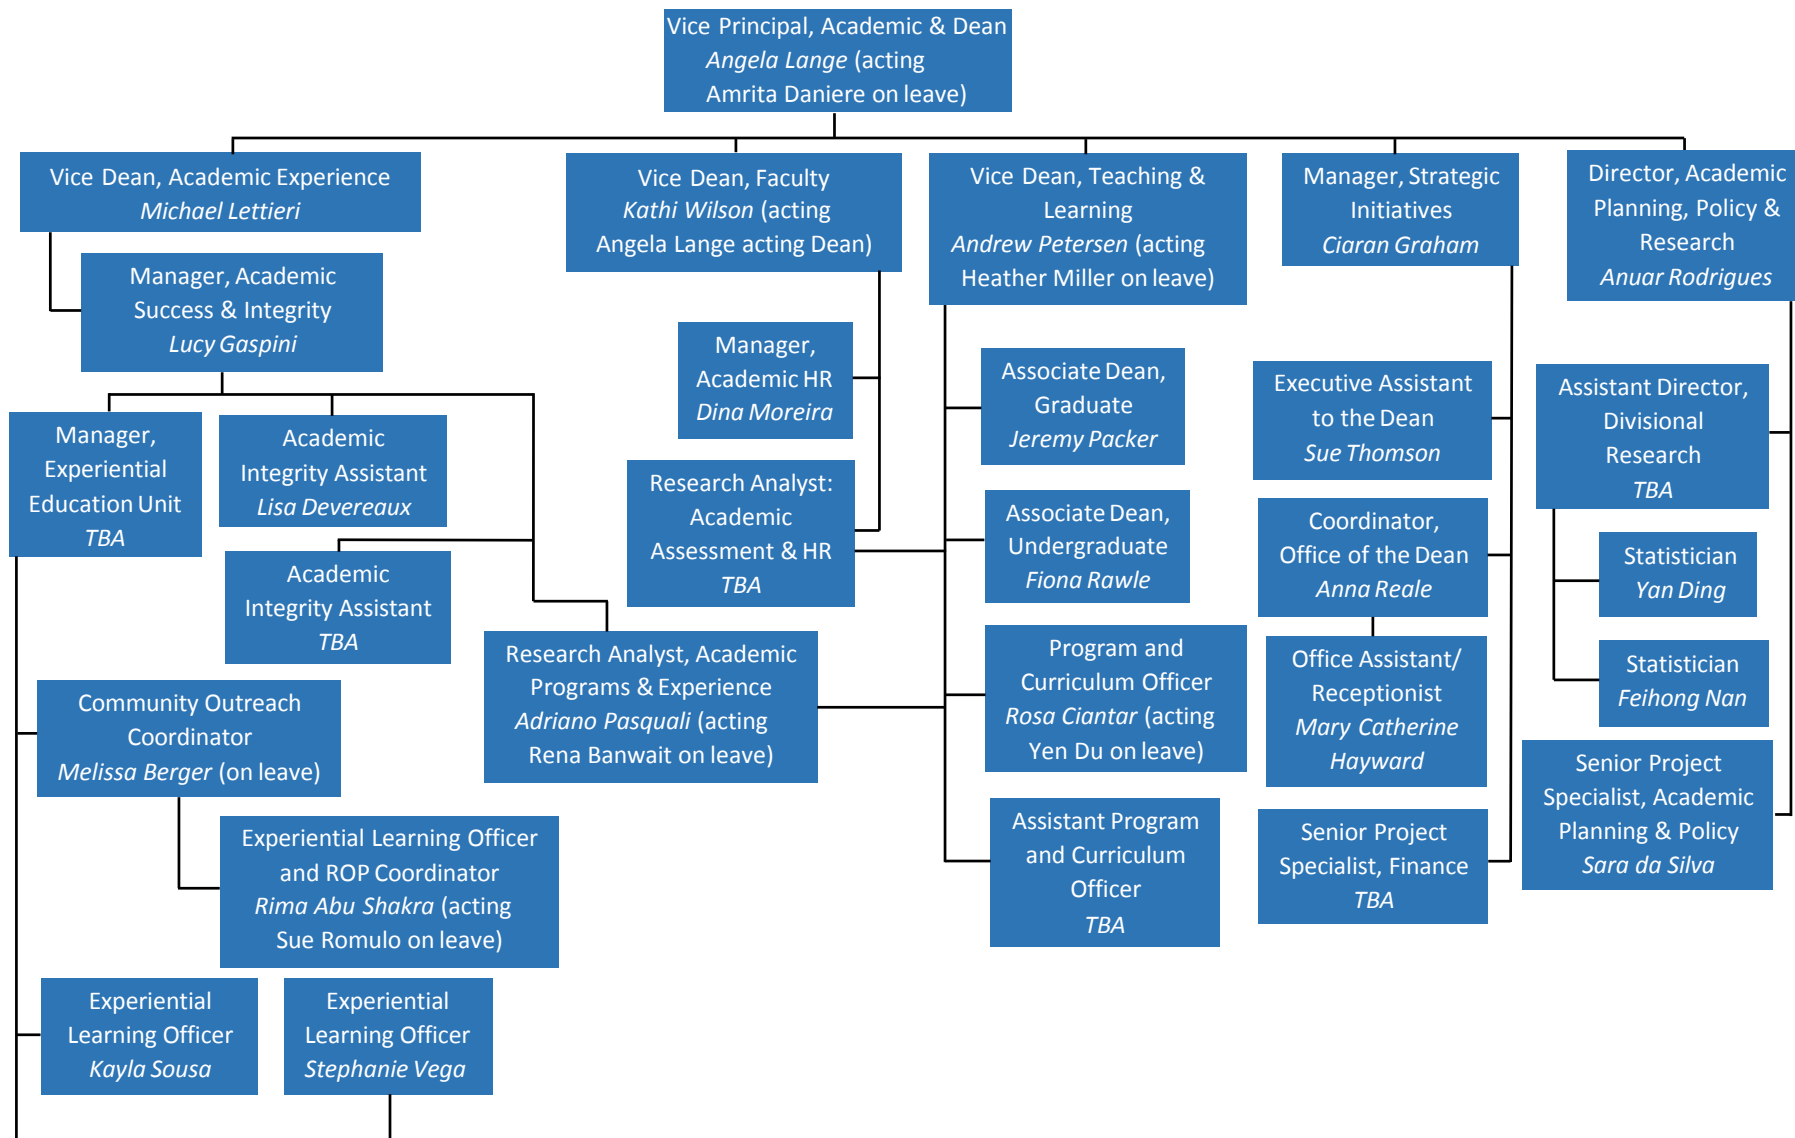 Vice Principal, Academic & Dean
Angela Lange (acting
Amrita Daniere on leave)
Vice Dean, Academic Experience
Michael Lettieri
Vice Dean, Faculty
Kathi Wilson (acting
Angela Lange acting Dean)
Vice Dean, Teaching &
Learning
Andrew Petersen (acting
Heather Miller on leave)
Manager, Strategic
Initiatives
Ciaran Graham
Director, Academic
Planning, Policy &
Research
Anuar Rodrigues
Manager, Academic
Success & Integrity
Lucy Gaspini
Manager,
Academic HR
Dina Moreira
Associate Dean,
Graduate
Jeremy Packer
Executive Assistant
to the Dean
Sue Thomson
Assistant Director,
Divisional
Research
TBA
Manager,
Experiential
Education Unit
TBA
Academic
Integrity Assistant
Lisa Devereaux
Research Analyst:
Academic
Assessment & HR
TBA
Associate Dean,
Undergraduate
Fiona Rawle
Coordinator,
Office of the Dean
Anna Reale
Statistician
Yan Ding
Academic
Integrity Assistant
TBA
Research Analyst, Academic
Programs & Experience
Adriano Pasquali (acting
Rena Banwait on leave)
Program and
Curriculum Officer
Rosa Ciantar (acting
Yen Du on leave)
Office Assistant/
Receptionist
Mary Catherine
Hayward
Statistician
Feihong Nan
Community Outreach
Coordinator
Melissa Berger (on leave)
Senior Project
Specialist, Academic
Planning & Policy
Sara da Silva
Experiential Learning Officer
and ROP Coordinator
Rima Abu Shakra (acting
Sue Romulo on leave)
Assistant Program
and Curriculum
Officer
TBA
Senior Project
Specialist, Finance
TBA
Experiential
Learning Officer
Kayla Sousa
Experiential
Learning Officer
Stephanie Vega